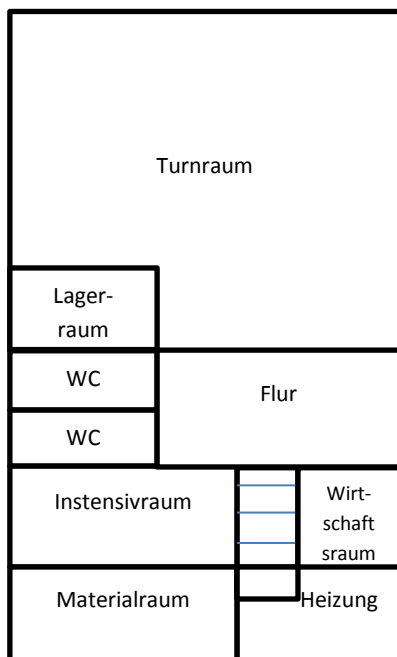 Turnraum
Lager-
raum
WC
Flur
WC
Instensivraum
Wirt-
schaft
sraum
Materialraum
Heizung